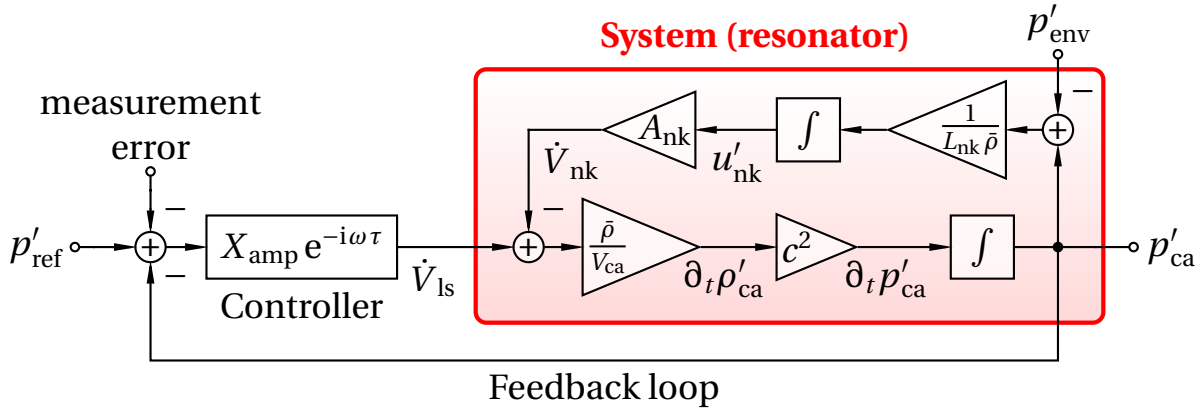 System (resonator)
p′env
−
measurement
error
Ank
∫
1
Lnk ρ̄
+
V̇nk
u′nk
−
−
p′ref
+
−
Xamp e−iωτ
V̇ls
+
ρ̄
Vca
∂tρ′ca
c2
∂tp′ca
∫
p′ca
Controller
Feedback loop